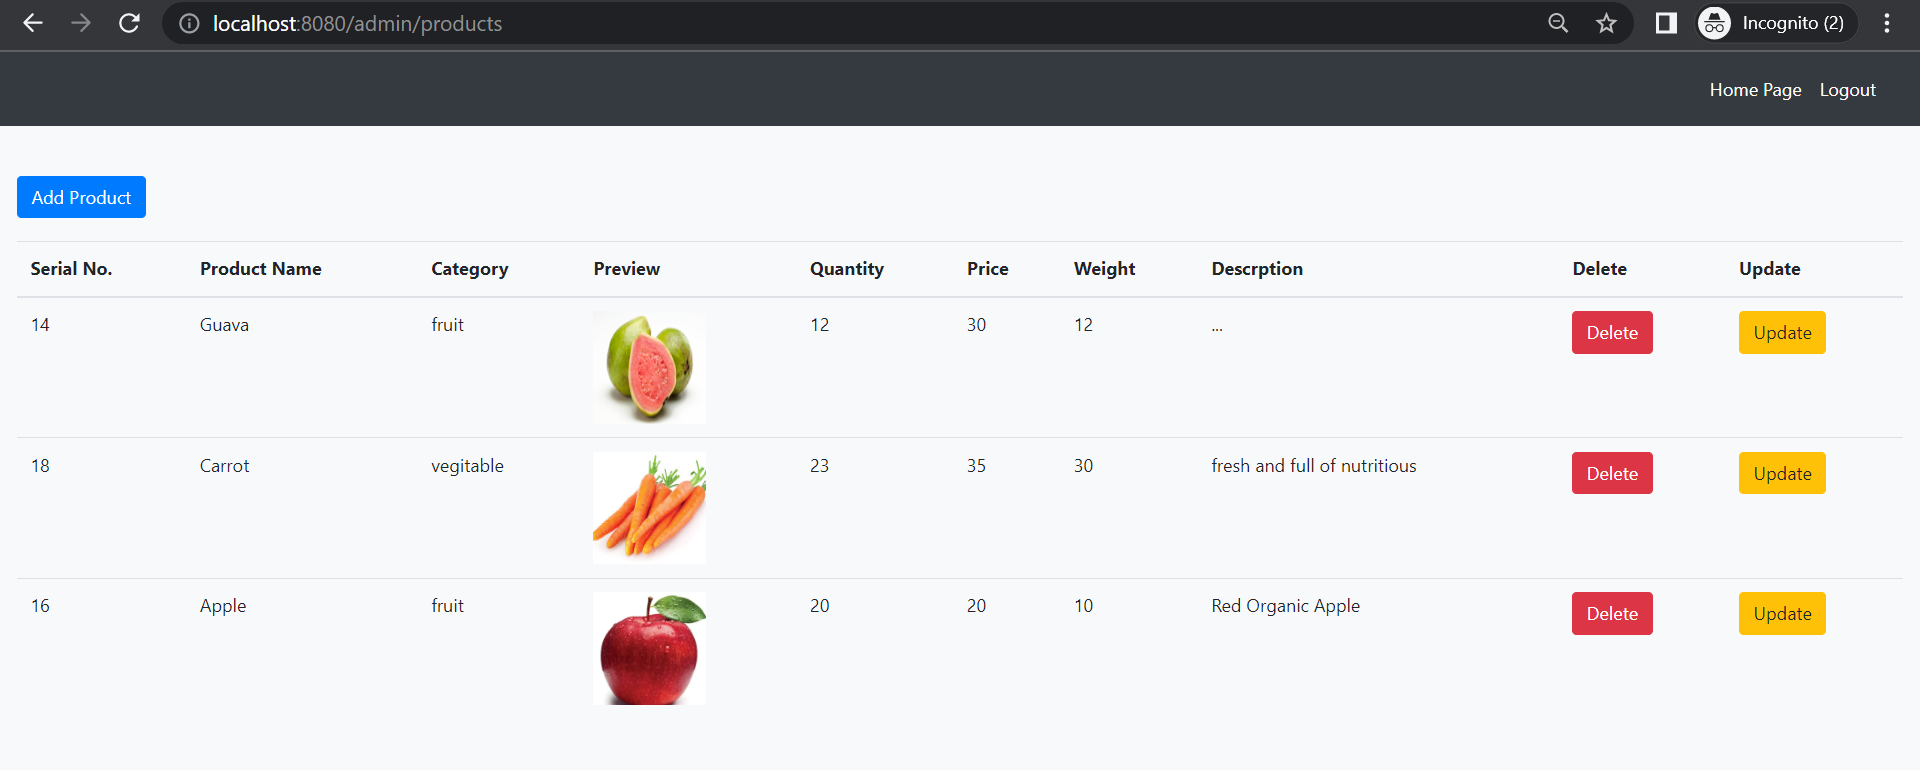 localhost:8080/admin/products Incognito (2)
Home Page Logout
Add Product
Serial No. Product Name Category Preview Quantity Price Weight Descrption Delete Update
14 Guava fruit 12 30 12 ... Delete Update
18 Carrot vegitable 23 35 30 fresh and full of nutritious Delete Update
16 Apple fruit 20 20 10 Red Organic Apple Delete Update